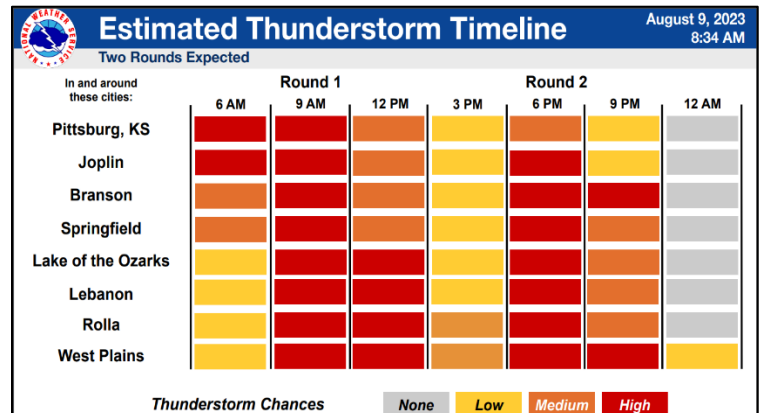 Estimated Thunderstorm Timeline
August 9, 2023
8:34 AM
Two Rounds Expected
NATIONAL WEATHER SERVICE
In and around
these cities:
Round 1
Round 2
6 AM 9 AM 12 PM 3 PM 6 PM 9 PM 12 AM
Pittsburg, KS
Joplin
Branson
Springfield
Lake of the Ozarks
Lebanon
Rolla
West Plains
Thunderstorm Chances None Low Medium High